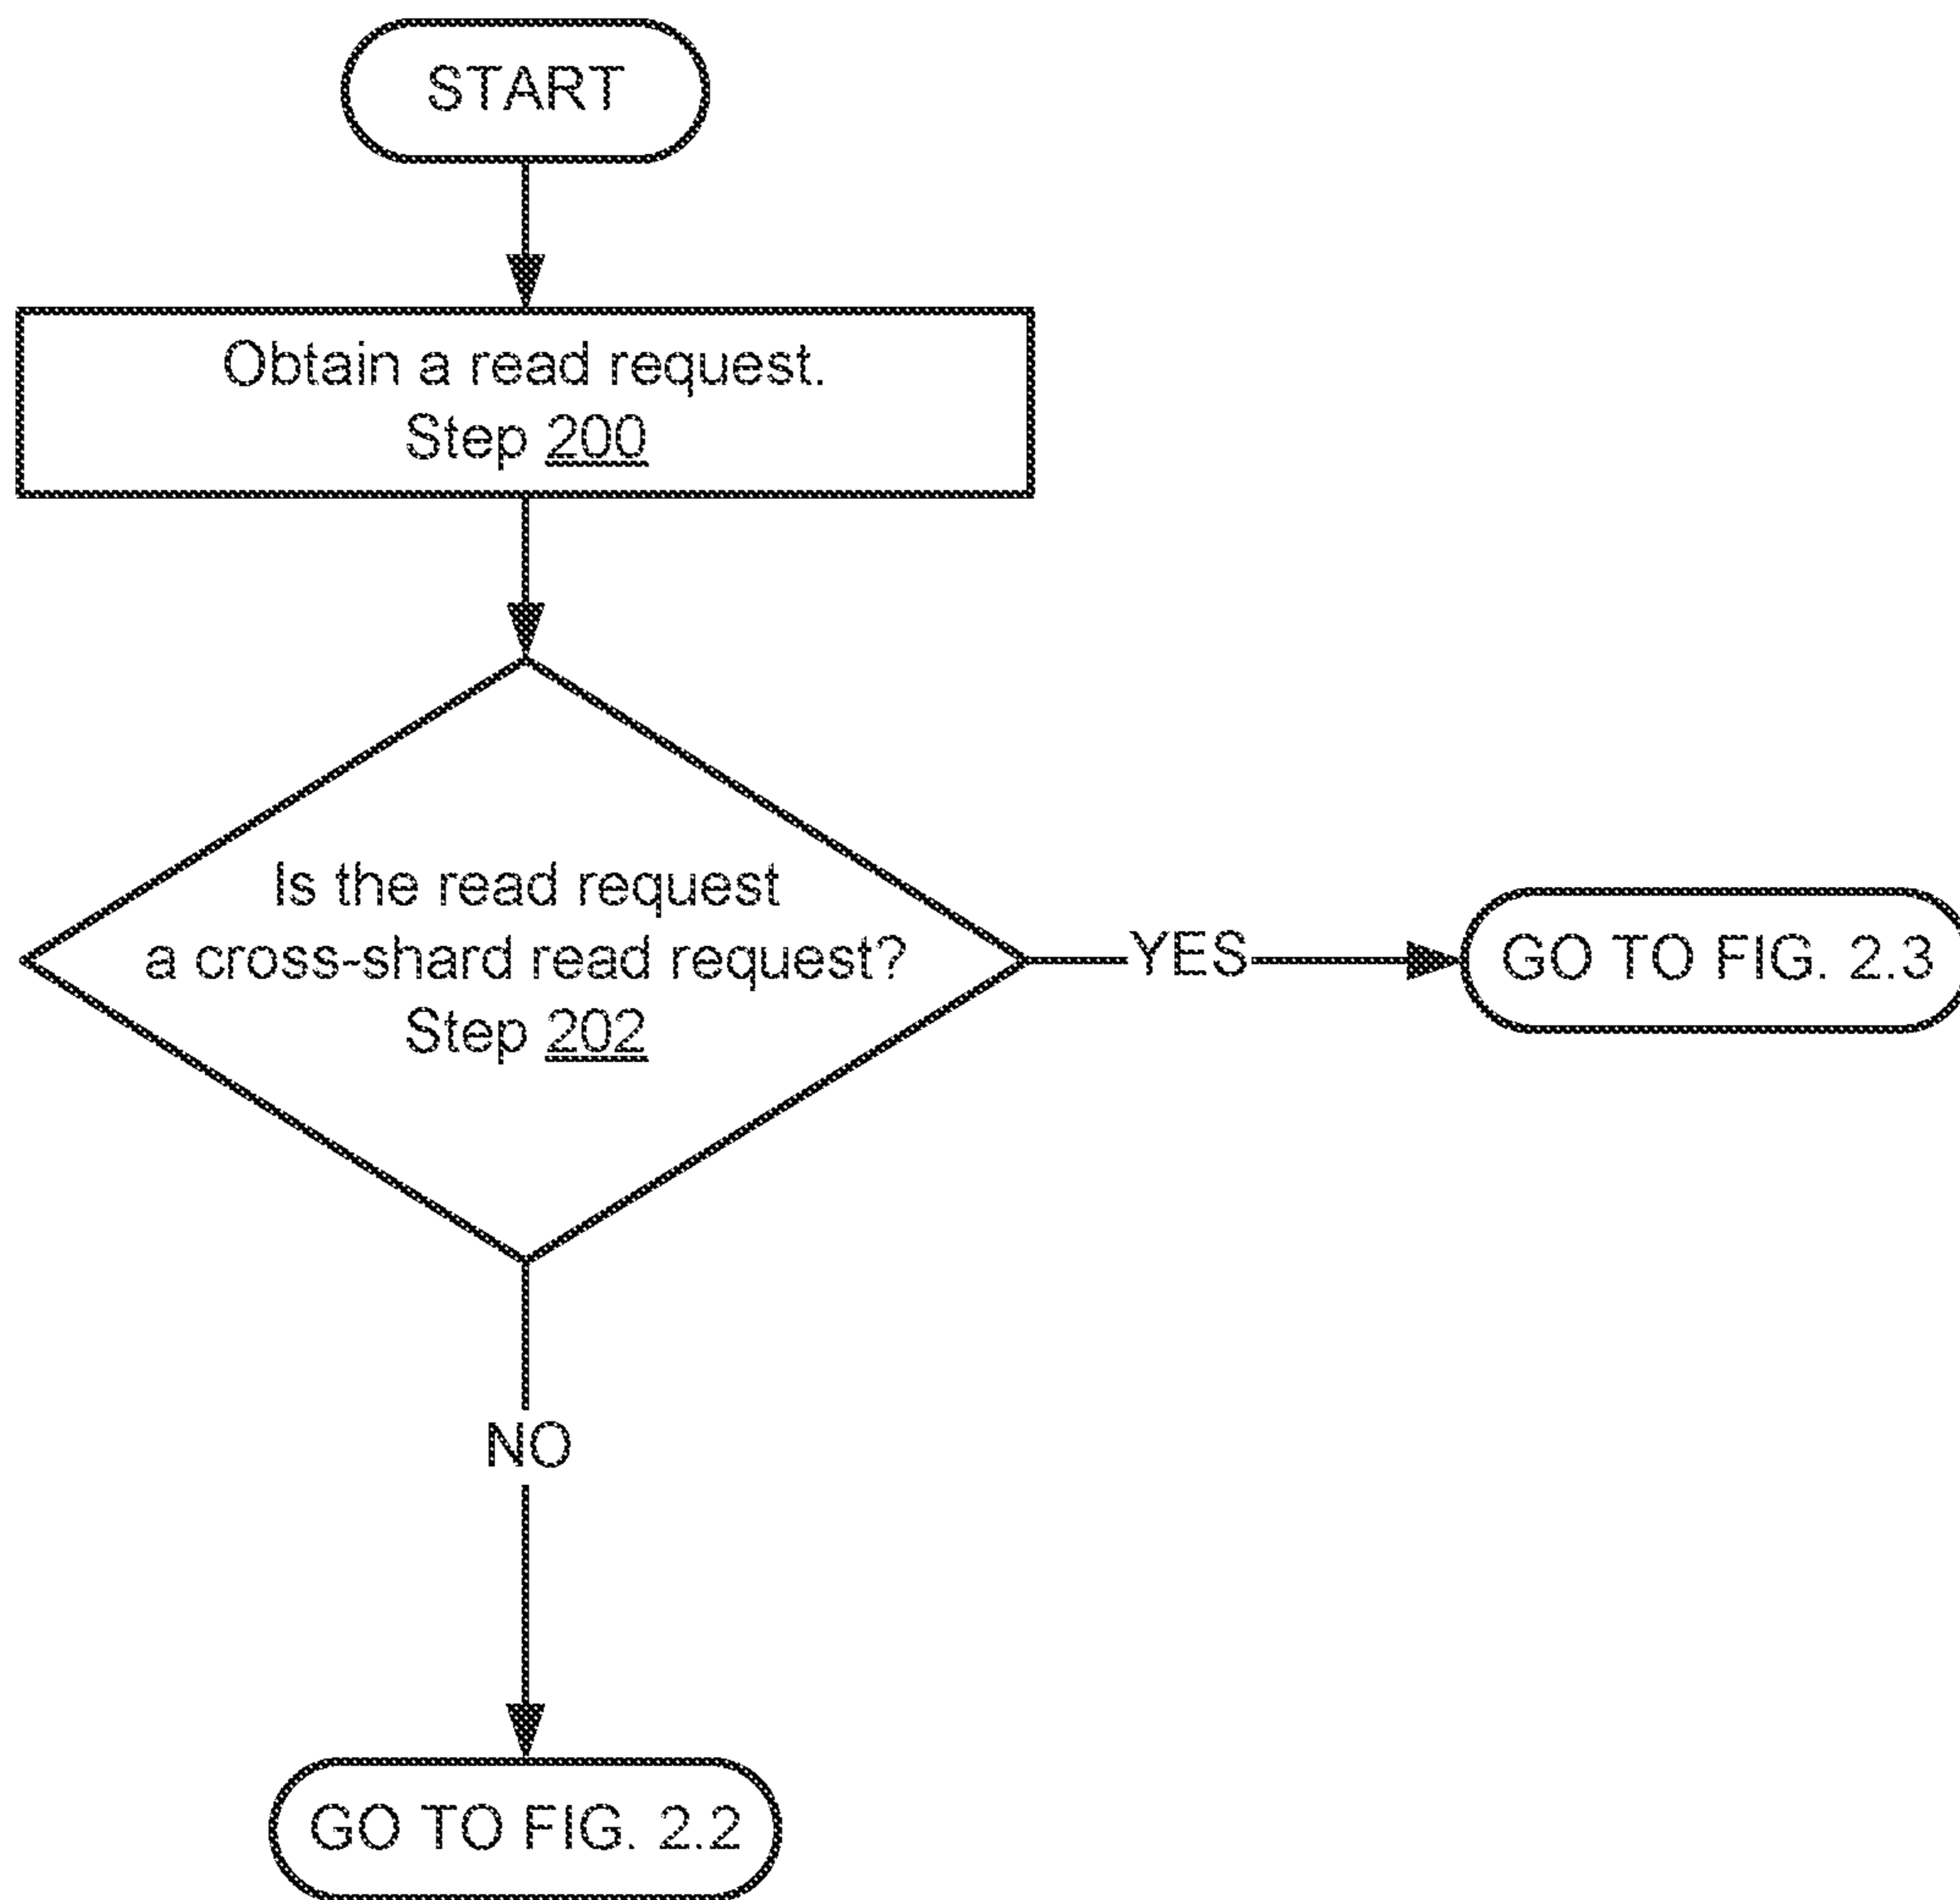 START
Obtain a read request.
Step 200
Is the read request
a cross-shard read request?
Step 202
YES
GO TO FIG. 2.3
NO
GO TO FIG. 2.2